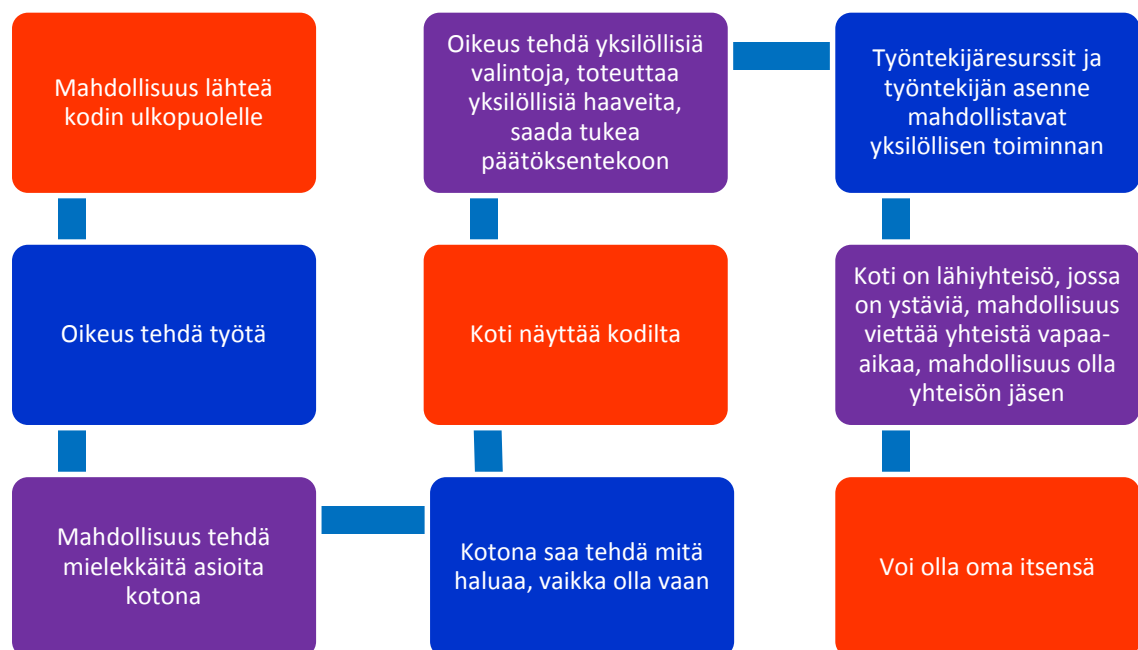 Mahdollisuus lähteä
kodin ulkopuolelle
Oikeus tehdä työtä
Mahdollisuus tehdä
mielekkäitä asioita
kotona
Kotona saa tehdä mitä
haluaa, vaikka olla vaan
Koti näyttää kodilta
Oikeus tehdä yksilöllisiä
valintoja, toteuttaa
yksilöllisiä haaveita,
saada tukea
päätöksentekoon
Työntekijäresurssit ja
työntekijän asenne
mahdollistavat
yksilöllisen toiminnan
Koti on lähiyhteisö, jossa
on ystäviä, mahdollisuus
viettää yhteistä vapaa-
aikaa, mahdollisuus olla
yhteisön jäsen
Voi olla oma itsensä